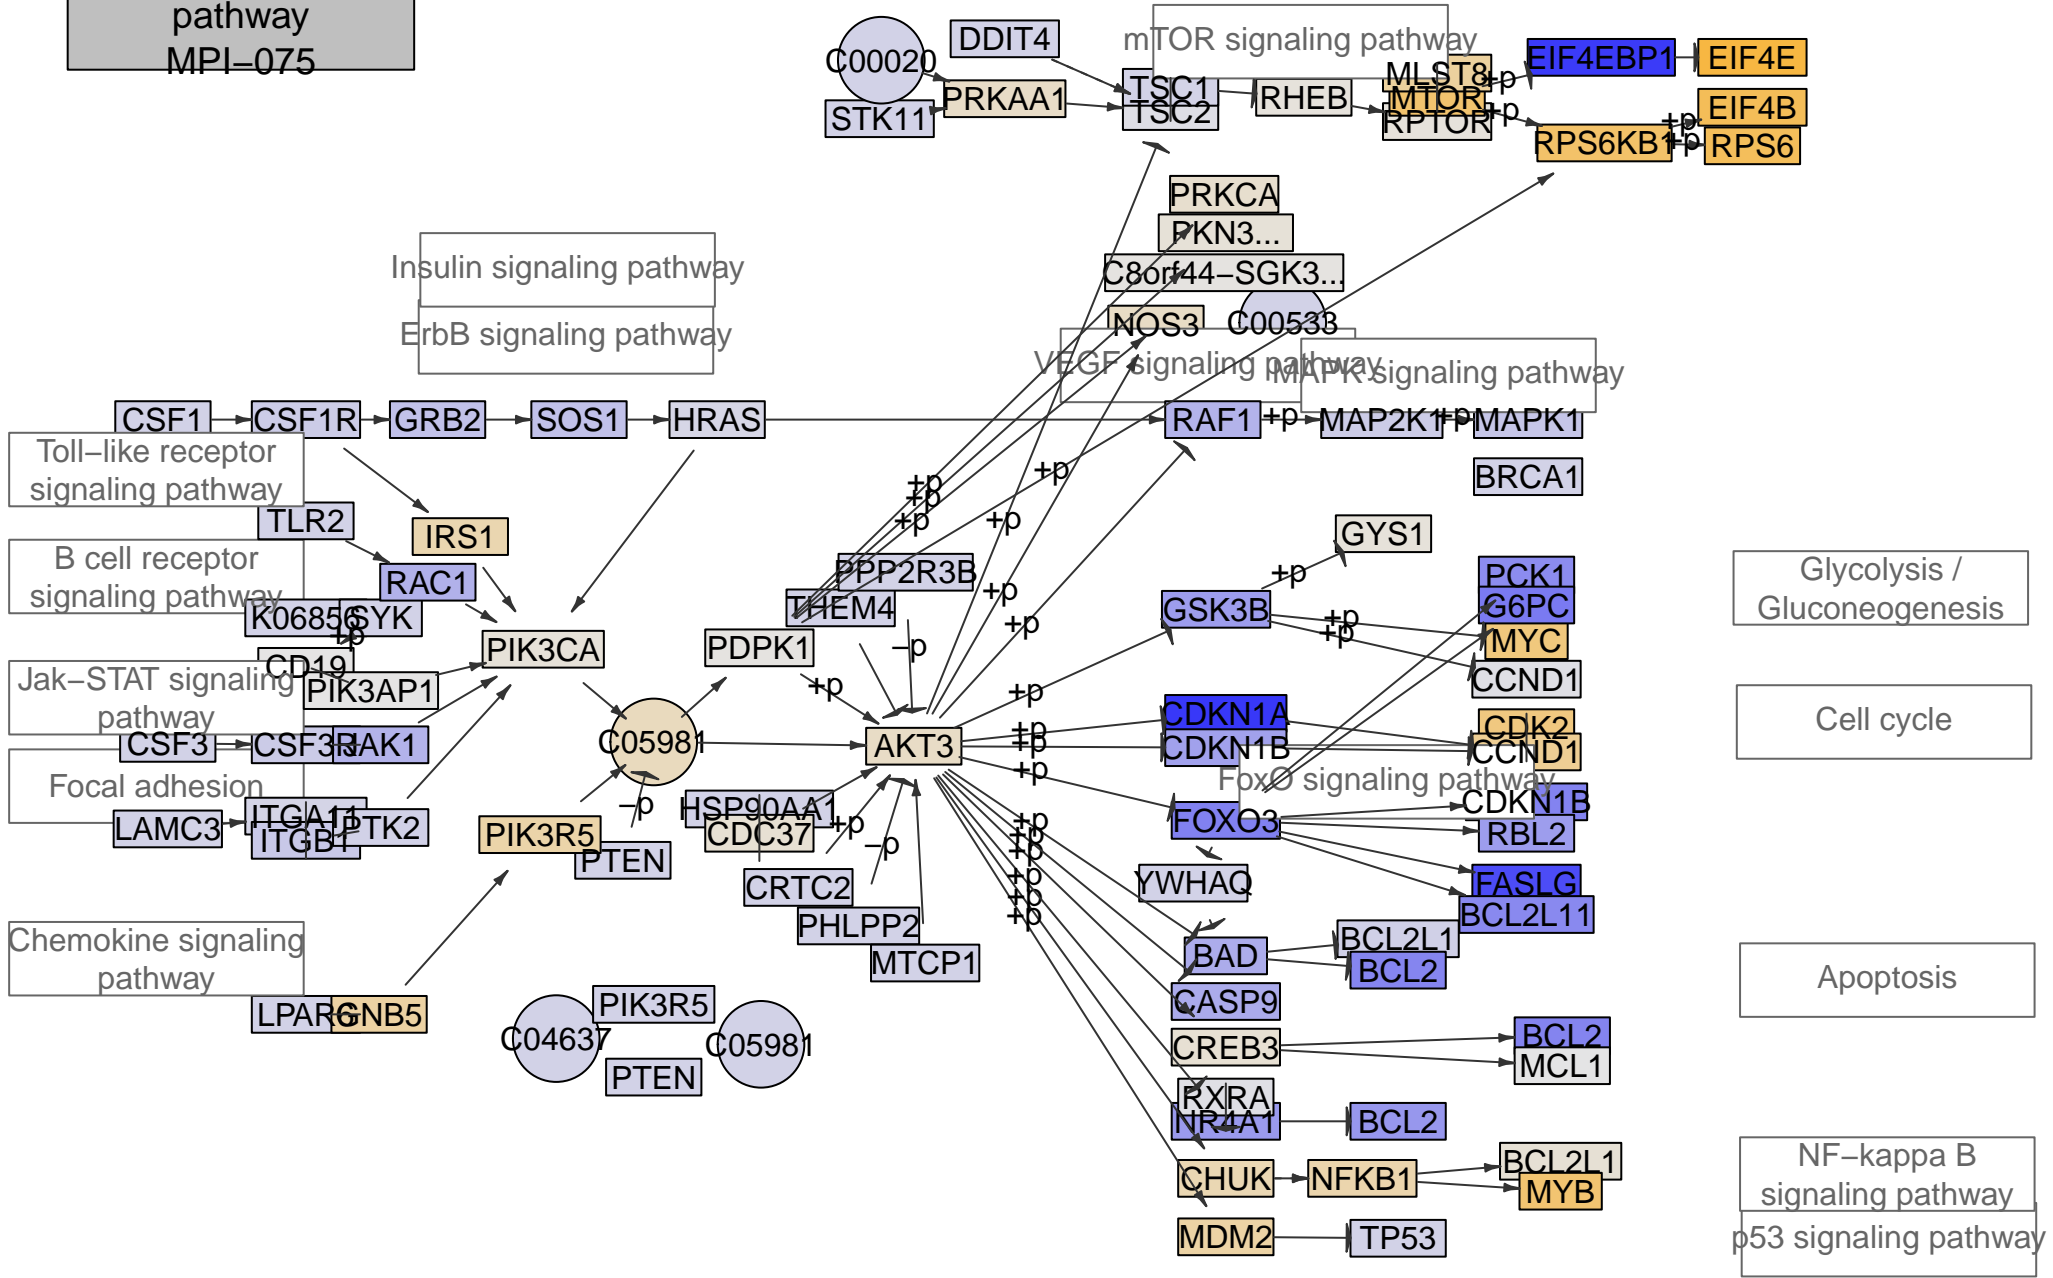 pathway
MPI−075
C00020
DDIT4
STK11
PRKAA1
mTOR signaling pathway
TSC1
TSC2
RHEB
MLST8
MTOR
RPTOR
+p
+p
EIF4EBP1
EIF4E
EIF4B
RPS6KB1
+p
+p
RPS6
PRKCA
PKN3...
C8orf44−SGK3...
NOS3
C00533
Insulin signaling pathway
ErbB signaling pathway
VEGF signaling pathway
MAPK signaling pathway
CSF1
CSF1R
GRB2
SOS1
HRAS
RAF1
+p
MAP2K1
+p
MAPK1
BRCA1
Toll−like receptor
signaling pathway
TLR2
IRS1
+p
+p
+p
+p
+p
GYS1
B cell receptor
signaling pathway
RAC1
K06856
SYK
+p
CD19
PIK3AP1
PIK3CA
PPP2R3B
THEM4
PDPK1
+p
−p
+p
+p
+p
GSK3B
+p
+p
+p
PCK1
G6PC
MYC
CCND1
Glycolysis /
Gluconeogenesis
Jak−STAT signaling
pathway
CSF3
CSF3R
JAK1
C05981
AKT3
+p
+p
+p
CDKN1A
CDKN1B
CDK2
CCND1
Cell cycle
Focal adhesion
LAMC3
ITGA11
ITGB1
PTK2
PIK3R5
−p
PTEN
HSP90AA1
CDC37
+p
−p
CRTC2
PHLPP2
MTCP1
+p
+p
+p
+p
+p
+p
FoxO signaling pathway
FOXO3
CDKN1B
RBL2
YWHAQ
FASLG
BCL2L11
Chemokine signaling
pathway
LPAR6
GNB5
C04637
PIK3R5
PTEN
C05981
BAD
BCL2L1
BCL2
Apoptosis
CASP9
CREB3
BCL2
MCL1
RXRA
NR4A1
BCL2
CHUK
NFKB1
BCL2L1
MYB
NF−kappa B
signaling pathway
MDM2
TP53
p53 signaling pathway